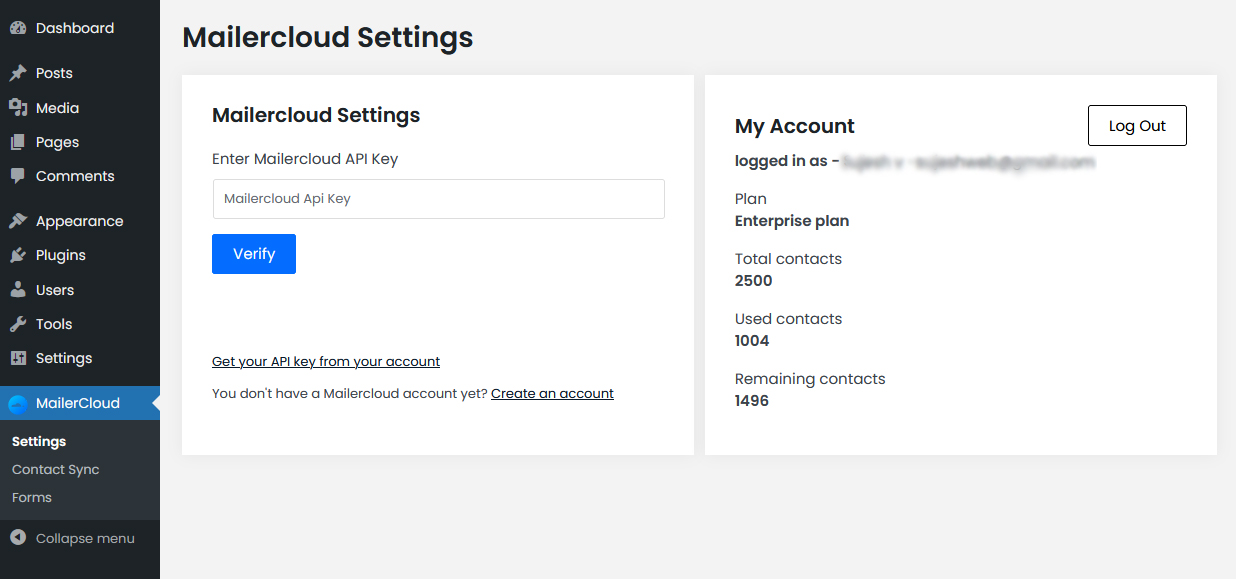 Dashboard
Posts
Media
Pages
Comments
Appearance
Plugins
Users
Tools
Settings
MailerCloud
Settings
Contact Sync
Forms
Collapse menu
Mailercloud Settings
Mailercloud Settings
Enter Mailercloud API Key
Mailercloud Api Key
Verify
Get your API key from your account
You don't have a Mailercloud account yet? Create an account
My Account
Log Out
logged in as -
Plan
Enterprise plan
Total contacts
2500
Used contacts
1004
Remaining contacts
1496